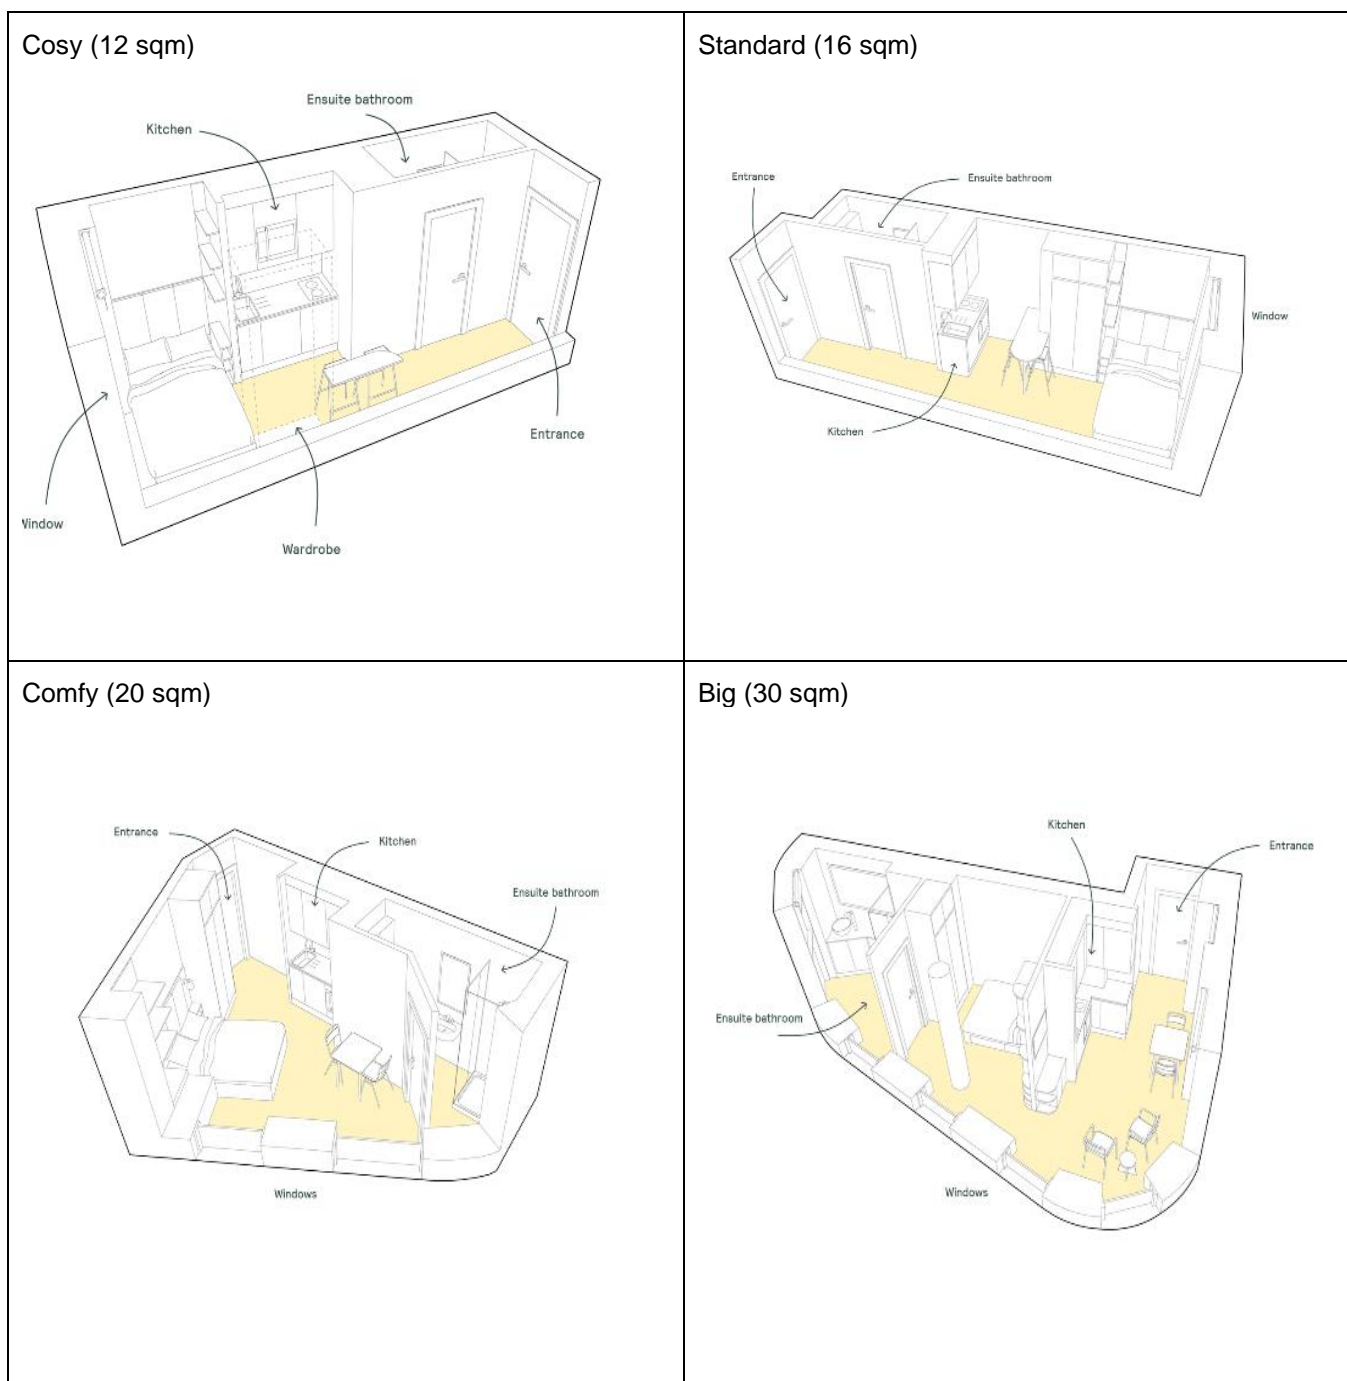 Cosy (12 sqm)
Ensuite bathroom
Kitchen
Entrance
Window
Wardrobe
Standard (16 sqm)
Entrance
Ensuite bathroom
Window
Kitchen
Comfy (20 sqm)
Entrance
Kitchen
Ensuite bathroom
Windows
Big (30 sqm)
Kitchen
Entrance
Ensuite bathroom
Windows